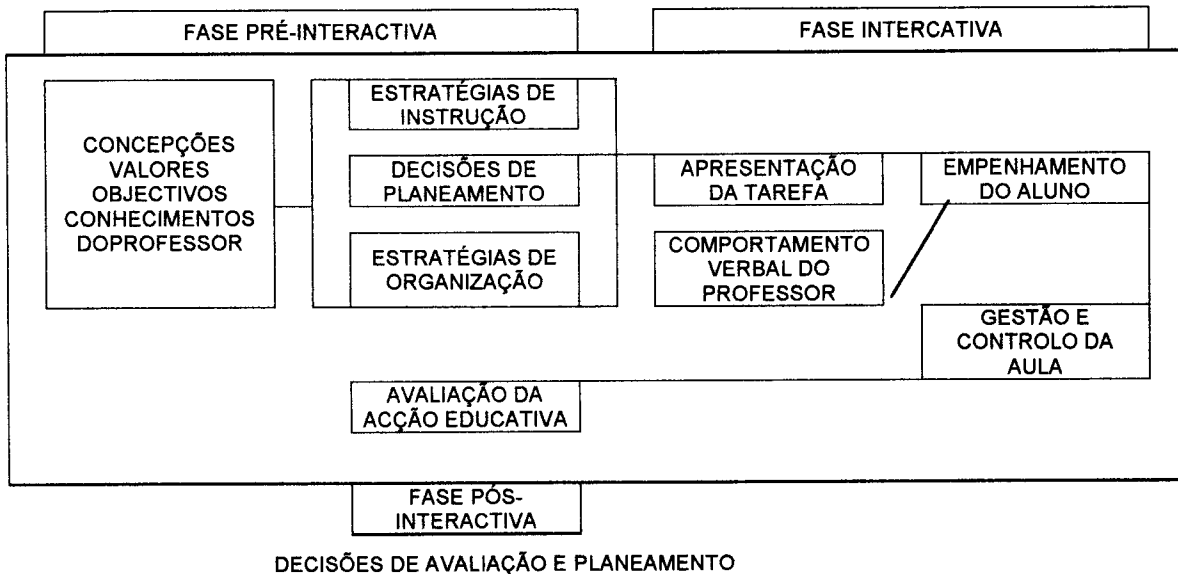 FASE PRÉ-INTERACTIVA
FASE INTERCATIVA
CONCEPÇÕES
VALORES
OBJECTIVOS
CONHECIMENTOS
DOPROFESSOR
ESTRATÉGIAS DE
INSTRUÇÃO
DECISÕES DE
PLANEAMENTO
ESTRATÉGIAS DE
ORGANIZAÇÃO
APRESENTAÇÃO
DA TAREFA
COMPORTAMENTO
VERBAL DO
PROFESSOR
EMPENHAMENTO
DO ALUNO
GESTÃO E
CONTROLO DA
AULA
AVALIAÇÃO DA
ACÇÃO EDUCATIVA
FASE PÓS-
INTERACTIVA
DECISÕES DE AVALIAÇÃO E PLANEAMENTO